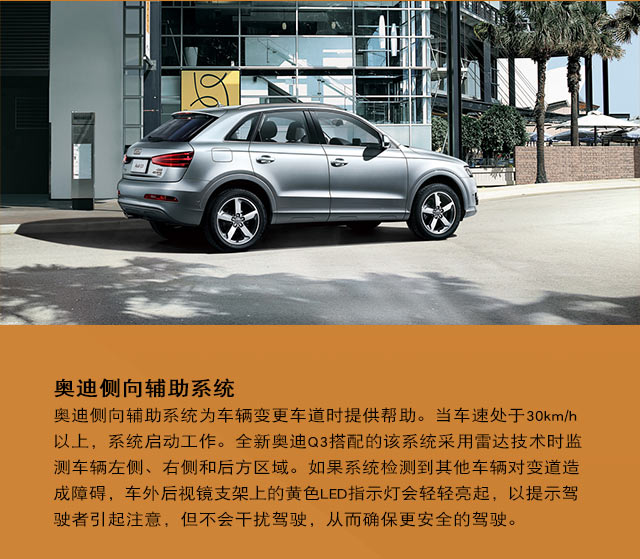 奥迪侧向辅助系统
奥迪侧向辅助系统为车辆变更车道时提供帮助。当车速处于30km/h
以上，系统启动工作。全新奥迪Q3搭配的该系统采用雷达技术时监
测车辆左侧、右侧和后方区域。如果系统检测到其他车辆对变道造
成障碍，车外后视镜支架上的黄色LED指示灯会轻轻亮起，以提示驾
驶者引起注意，但不会干扰驾驶，从而确保更安全的驾驶。